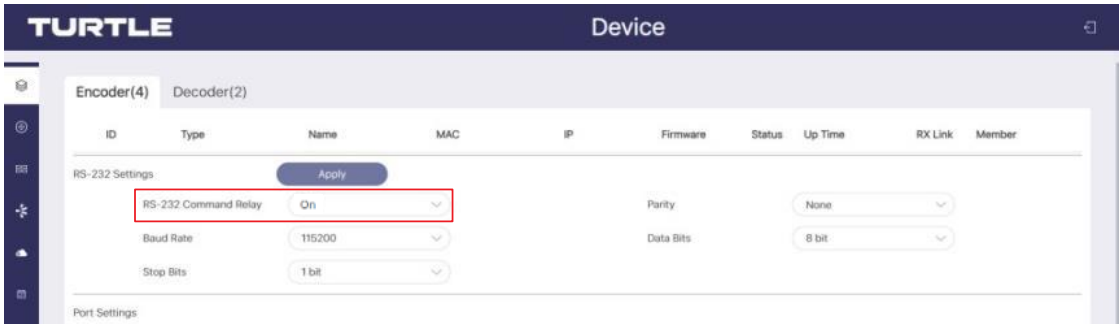 TURTLE Device
Encoder(4) Decoder(2)
ID Type Name MAC IP Firmware Status Up Time RX Link Member
RS-232 Settings Apply
RS-232 Command Relay On Parity None
Baud Rate 115200 Data Bits 8 bit
Stop Bits 1 bit
Port Settings